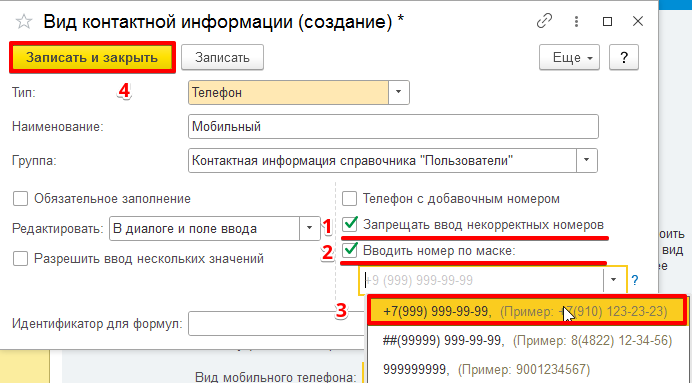 Вид контактной информации (создание) *
Записать и закрыть
Записать
Еще
?
4
Тип:
Телефон
Наименование:
Мобильный
Группа:
Контактная информация справочника "Пользователи"
Обязательное заполнение
Телефон с добавочным номером
Редактировать:
В диалоге и поле ввода
1
Запрещать ввод некорректных номеров
Разрешить ввод нескольких значений
2
Вводить номер по маске:
+9 (999) 999-99-99
?
3
+7(999) 999-99-99, (Пример: +7(910) 123-23-23)
Идентификатор для формул:
##(99999) 999-99-99, (Пример: 8(4822) 12-34-56)
999999999, (Пример: 9001234567)
Вид мобильного телефона:
оить
вид
ее